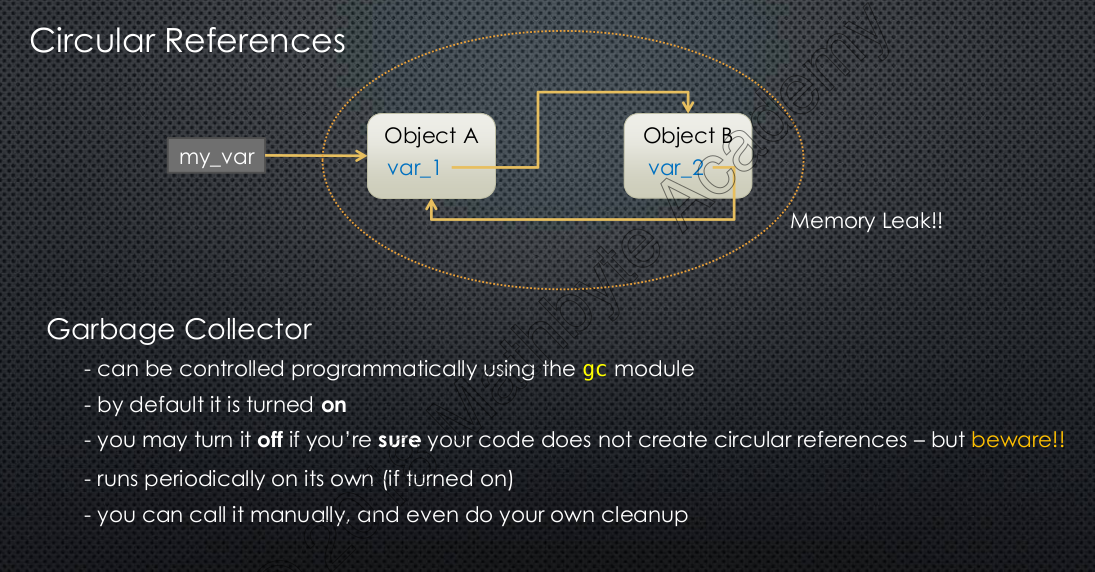 Circular References
Object A
Object B
my_var
var_1
var_2
Memory Leak!!
Garbage Collector
- can be controlled programmatically using the gc module
- by default it is turned on
- you may turn it off if you’re sure your code does not create circular references – but beware!!
- runs periodically on its own (if turned on)
- you can call it manually, and even do your own cleanup
MathByte Academy